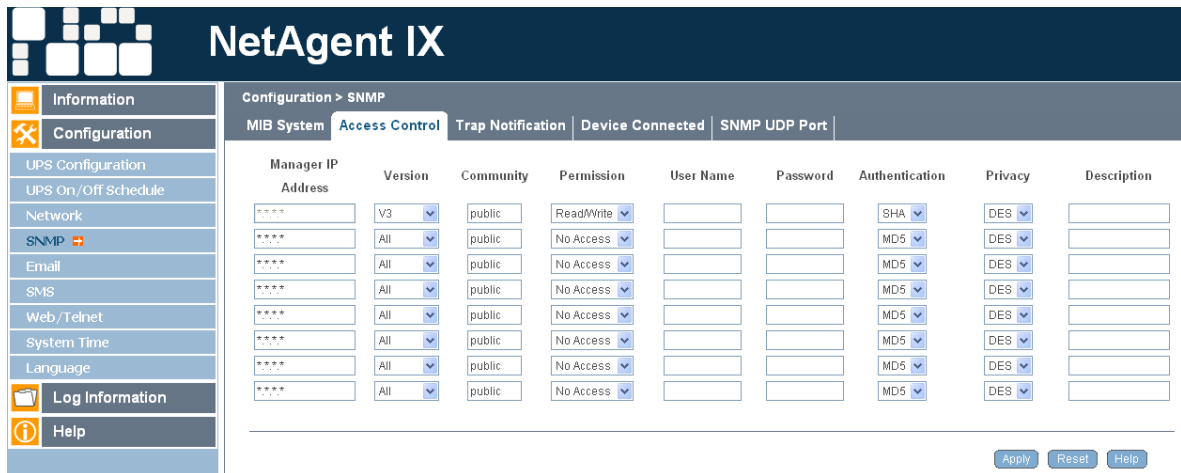 NetAgent IX
Information
Configuration
UPS Configuration
UPS On/Off Schedule
Network
SNMP
Email
SMS
Web/Telnet
System Time
Language
Log Information
Help
Configuration > SNMP
MIB System Access Control Trap Notification Device Connected SNMP UDP Port
Manager IP Address Version Community Permission User Name Password Authentication Privacy Description
*.*.*.* V3 public Read/Write SHA DES
*.*.*.* All public No Access MD5 DES
*.*.*.* All public No Access MD5 DES
*.*.*.* All public No Access MD5 DES
*.*.*.* All public No Access MD5 DES
*.*.*.* All public No Access MD5 DES
*.*.*.* All public No Access MD5 DES
*.*.*.* All public No Access MD5 DES
Apply Reset Help